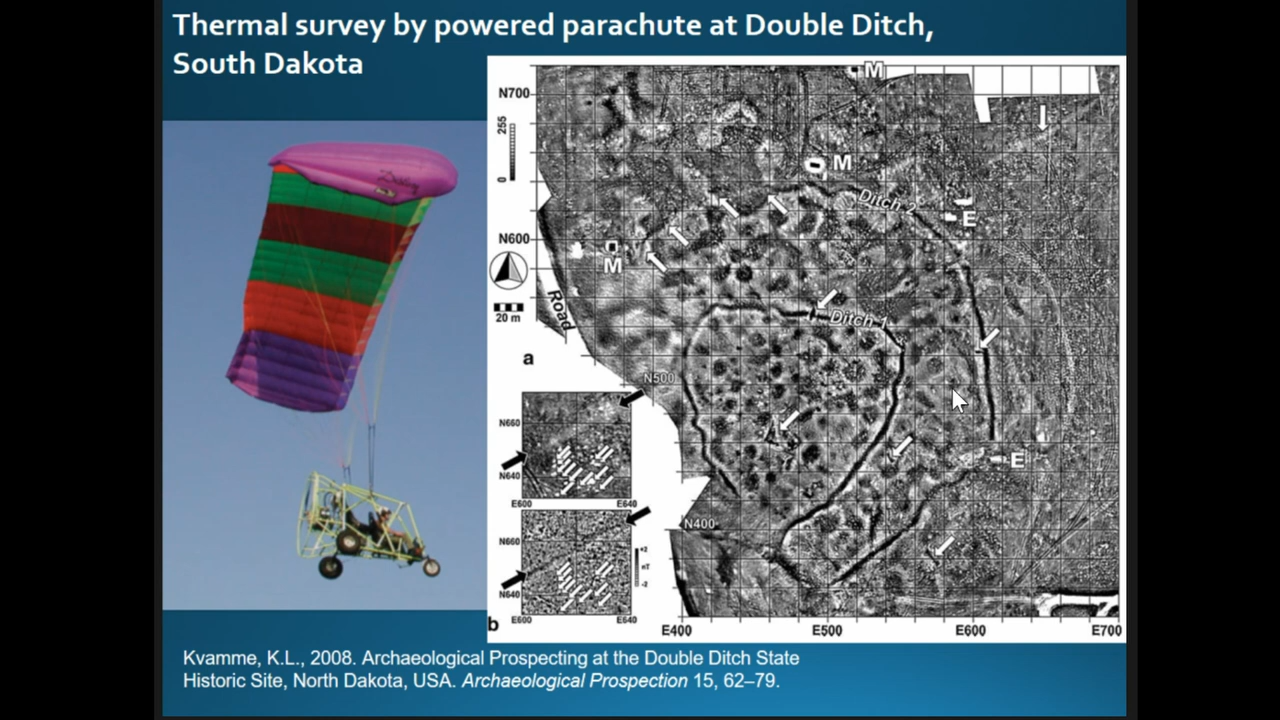 Thermal survey by powered parachute at Double Ditch,
South Dakota
M
N700
255
0
M
Ditch 2
E
N600
M
20 m
Road
Ditch 1
a
N500
N660
N640
E600
E640
E
N400
N660
+2
nT
-2
N640
E600
E640
b
E400
E500
E600
E700
Kvamme, K.L., 2008. Archaeological Prospecting at the Double Ditch State
Historic Site, North Dakota, USA. Archaeological Prospection 15, 62–79.